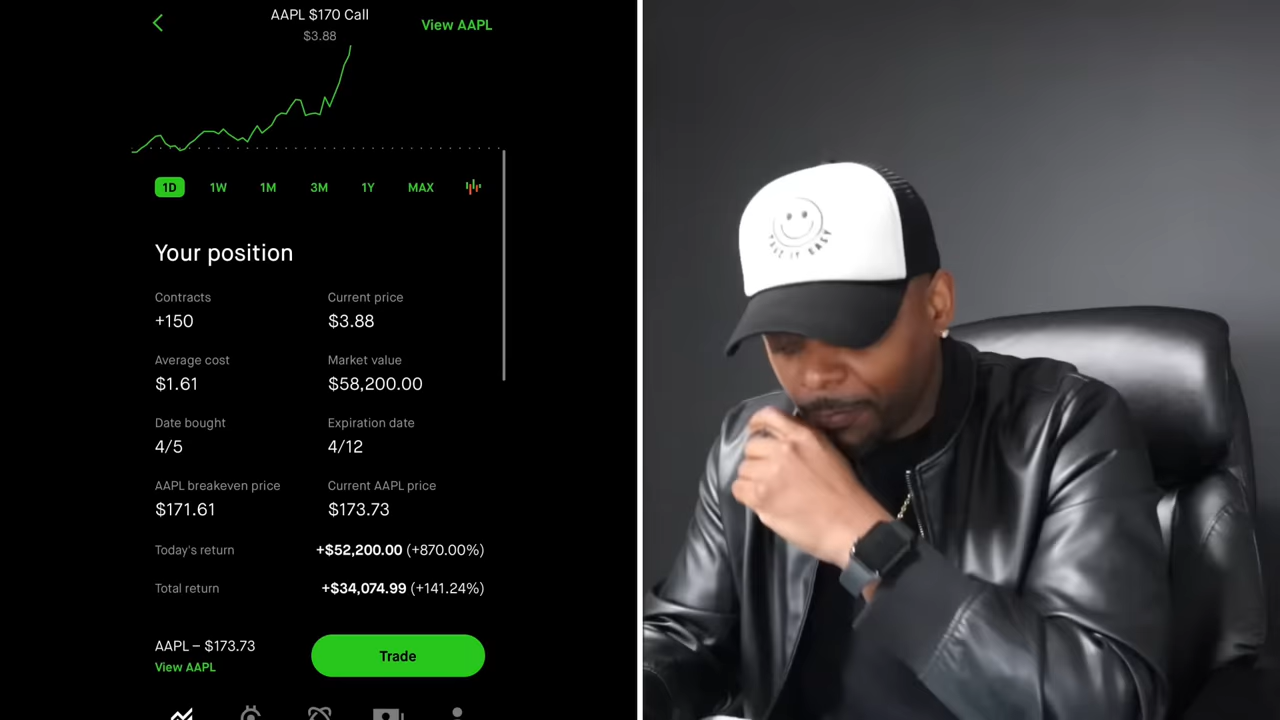 AAPL $170 Call
$3.88
View AAPL
1D 1W 1M 3M 1Y MAX
Your position
Contracts Current price
+150 $3.88
Average cost Market value
$1.61 $58,200.00
Date bought Expiration date
4/5 4/12
AAPL breakeven price Current AAPL price
$171.61 $173.73
Today's return +$52,200.00 (+870.00%)
Total return +$34,074.99 (+141.24%)
AAPL – $173.73
View AAPL
Trade
TAKE IT EASY